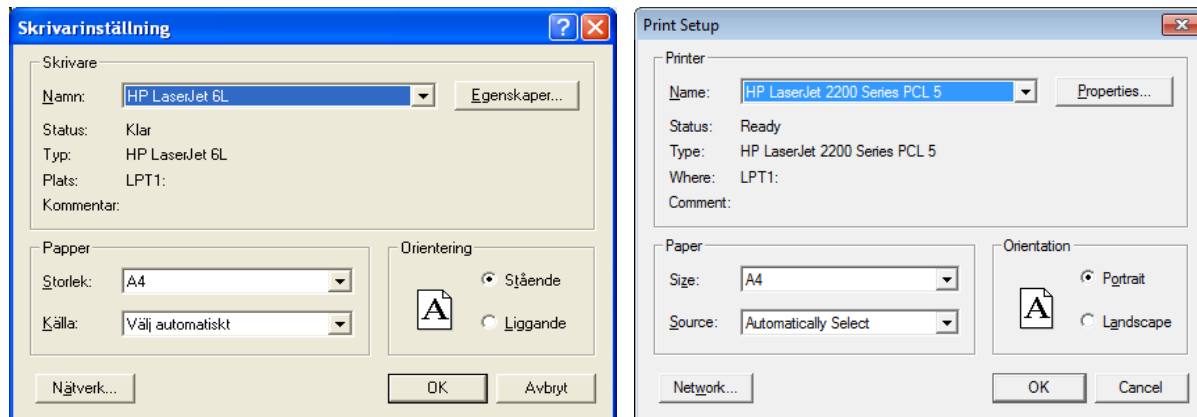 Skrivarinställning
Skrivare
Namn: HP LaserJet 6L Egenskaper...
Status: Klar
Typ: HP LaserJet 6L
Plats: LPT1:
Kommentar:
Papper
Storlek: A4
Källa: Välj automatiskt
Orientering
A
Stående
Liggande
Nätverk... OK Avbryt
Print Setup
Printer
Name: HP LaserJet 2200 Series PCL 5 Properties...
Status: Ready
Type: HP LaserJet 2200 Series PCL 5
Where: LPT1:
Comment:
Paper
Size: A4
Source: Automatically Select
Orientation
A
Portrait
Landscape
Network... OK Cancel